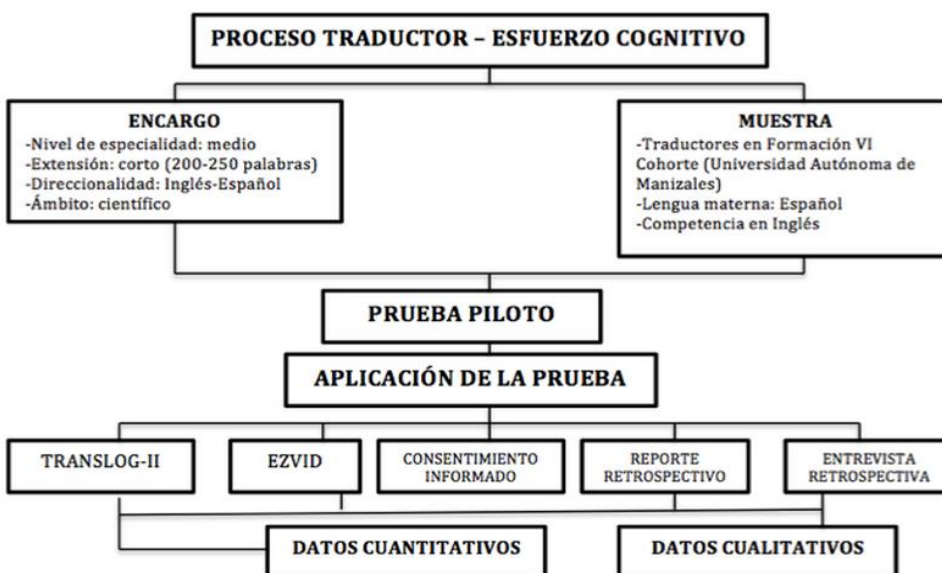 PROCESO TRADUCTOR – ESFUERZO COGNITIVO
ENCARGO
-Nivel de especialidad: medio
-Extensión: corto (200-250 palabras)
-Direccionalidad: Inglés-Español
-Ámbito: científico
MUESTRA
-Traductores en Formación VI
Cohorte (Universidad Autónoma de
Manizales)
-Lengua materna: Español
-Competencia en Inglés
PRUEBA PILOTO
APLICACIÓN DE LA PRUEBA
TRANSLOG-II
EZVID
CONSENTIMIENTO
INFORMADO
REPORTE
RETROSPECTIVO
ENTREVISTA
RETROSPECTIVA
DATOS CUANTITATIVOS
DATOS CUALITATIVOS